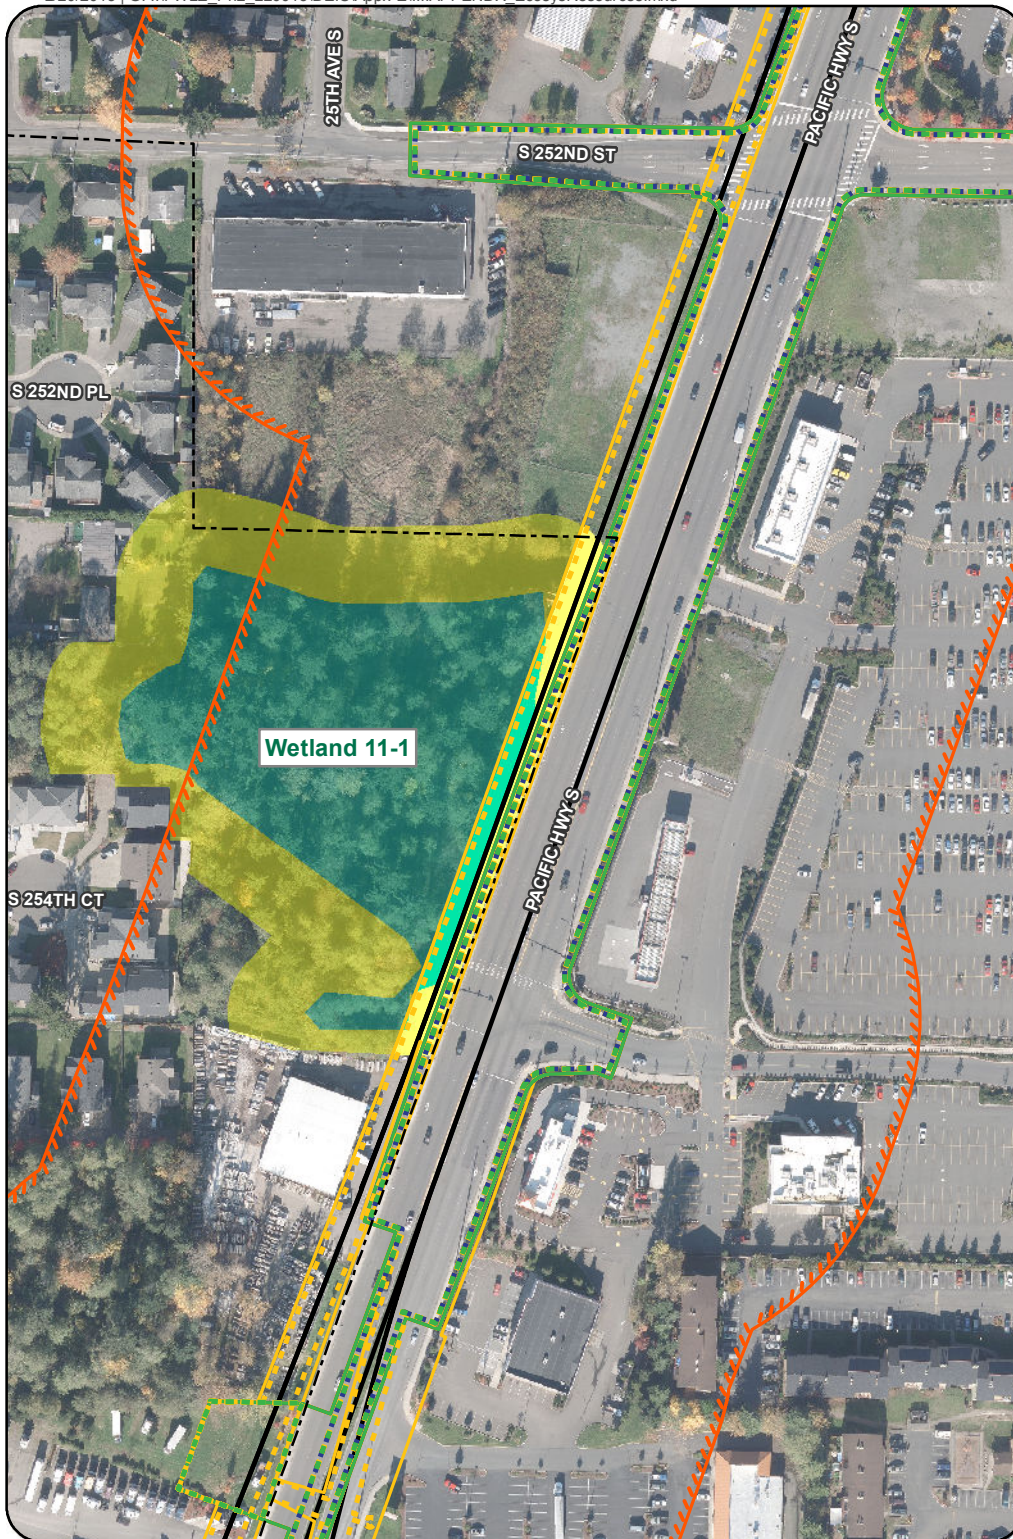 25TH AVE S
PACIFIC HWY S
S 252ND ST
S 252ND PL
Wetland 11-1
PACIFIC HWY S
S 254TH CT